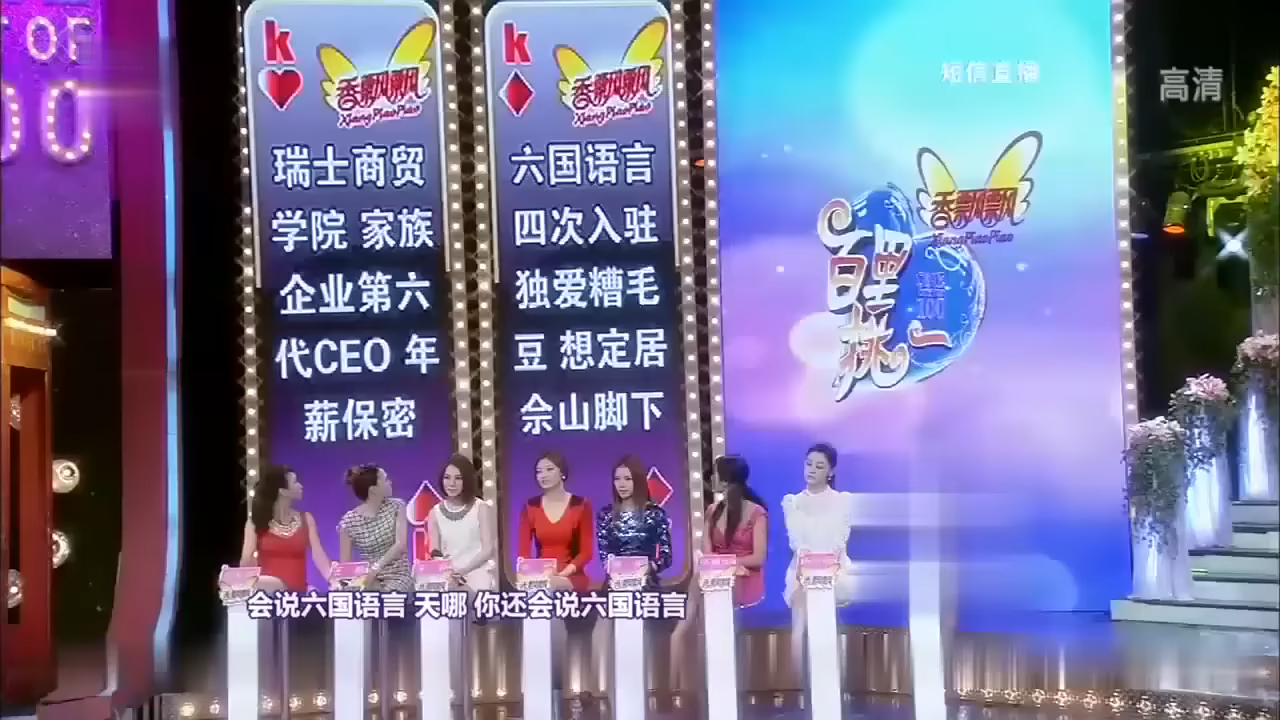 OF
00
k
香飘飘
XiangPiaoPiao
瑞士商贸
学院 家族
企业第六
代CEO 年
薪保密
k
香飘飘
XiangPiaoPiao
六国语言
四次入驻
独爱糟毛
豆 想定居
佘山脚下
短信直播
高清
香飘飘
XiangPiaoPiao
百里挑一
100
会说六国语言 天哪 你还会说六国语言